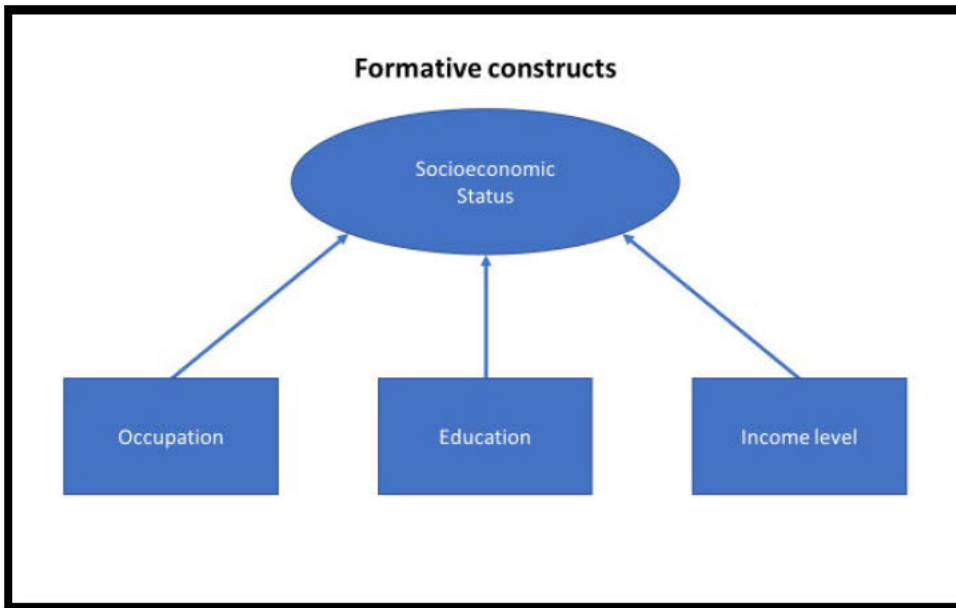 Formative constructs
Socioeconomic
Status
Occupation
Education
Income level